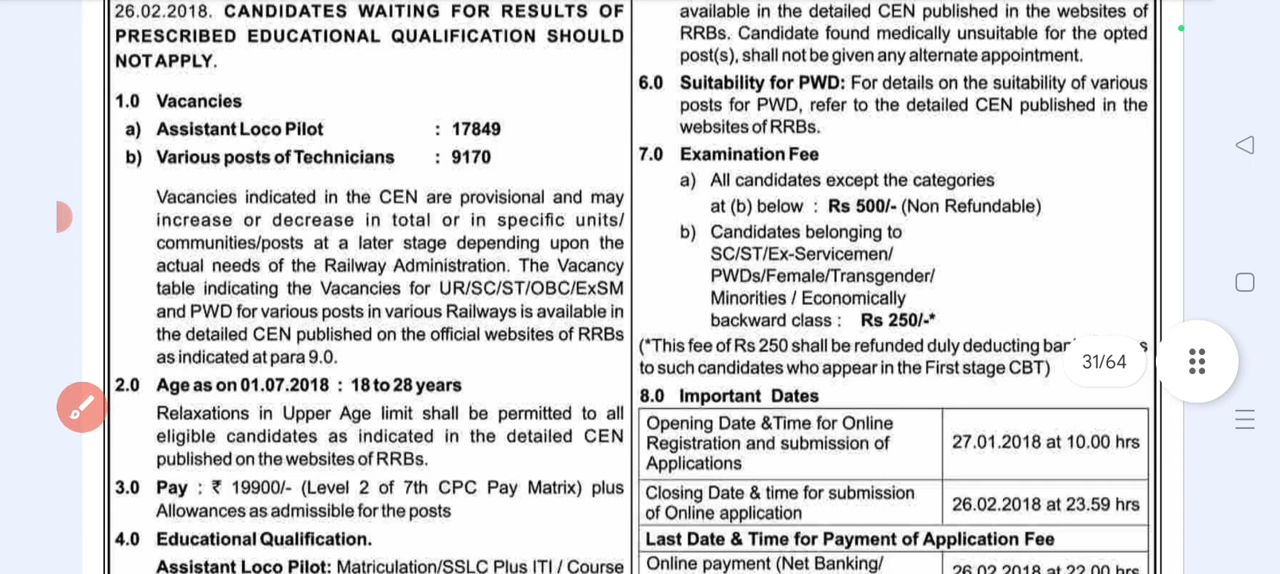 26.02.2018. CANDIDATES WAITING FOR RESULTS OF
PRESCRIBED EDUCATIONAL QUALIFICATION SHOULD
NOT APPLY.
1.0 Vacancies
a) Assistant Loco Pilot : 17849
b) Various posts of Technicians : 9170
Vacancies indicated in the CEN are provisional and may
increase or decrease in total or in specific units/
communities/posts at a later stage depending upon the
actual needs of the Railway Administration. The Vacancy
table indicating the Vacancies for UR/SC/ST/OBC/ExSM
and PWD for various posts in various Railways is available in
the detailed CEN published on the official websites of RRBs
as indicated at para 9.0.
2.0 Age as on 01.07.2018 : 18 to 28 years
Relaxations in Upper Age limit shall be permitted to all
eligible candidates as indicated in the detailed CEN
published on the websites of RRBs.
3.0 Pay : ₹ 19900/- (Level 2 of 7th CPC Pay Matrix) plus
Allowances as admissible for the posts
4.0 Educational Qualification.
Assistant Loco Pilot: Matriculation/SSLC Plus ITI / Course
available in the detailed CEN published in the websites of
RRBs. Candidate found medically unsuitable for the opted
post(s), shall not be given any alternate appointment.
6.0 Suitability for PWD: For details on the suitability of various
posts for PWD, refer to the detailed CEN published in the
websites of RRBs.
7.0 Examination Fee
a) All candidates except the categories
at (b) below : Rs 500/- (Non Refundable)
b) Candidates belonging to
SC/ST/Ex-Servicemen/
PWDs/Female/Transgender/
Minorities / Economically
backward class : Rs 250/-*
(*This fee of Rs 250 shall be refunded duly deducting
to such candidates who appear in the First stage CBT)
31/64
8.0 Important Dates
Opening Date &Time for Online
Registration and submission of
Applications
27.01.2018 at 10.00 hrs
Closing Date & time for submission
of Online application
26.02.2018 at 23.59 hrs
Last Date & Time for Payment of Application Fee
Online payment (Net Banking/
26.02.2018 at 22.00 hrs